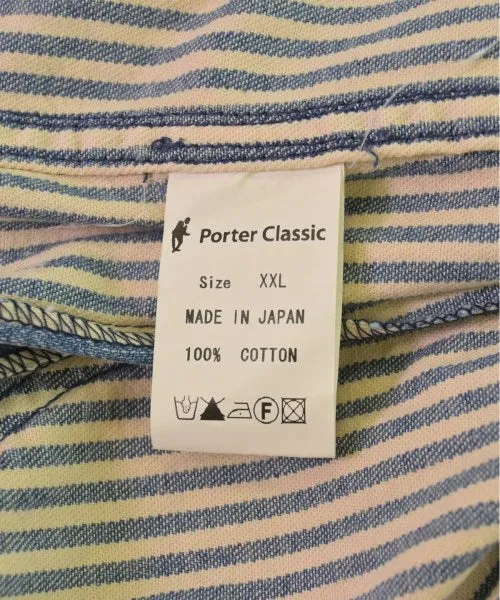 Porter Classic
Size XXL
MADE IN JAPAN
100% COTTON
F